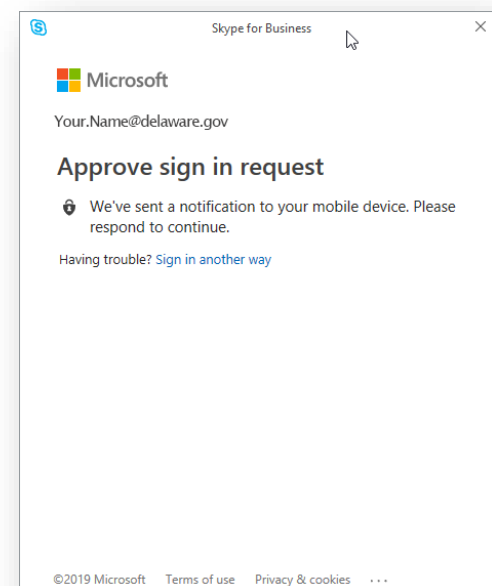 Skype for Business
Microsoft
Your.Name@delaware.gov
Approve sign in request
We've sent a notification to your mobile device. Please
respond to continue.
Having trouble? Sign in another way
©2019 Microsoft Terms of use Privacy & cookies ...